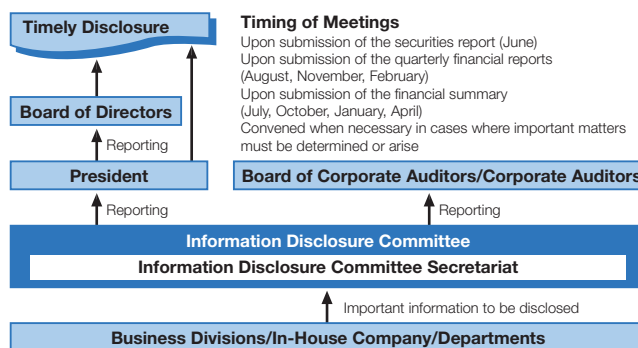 Timely Disclosure
Timing of Meetings
Upon submission of the securities report (June)
Upon submission of the quarterly financial reports
(August, November, February)
Upon submission of the financial summary
(July, October, January, April)
Convened when necessary in cases where important matters
must be determined or arise
Board of Directors
Reporting
President
Board of Corporate Auditors/Corporate Auditors
Reporting
Reporting
Information Disclosure Committee
Information Disclosure Committee Secretariat
Important information to be disclosed
Business Divisions/In-House Company/Departments